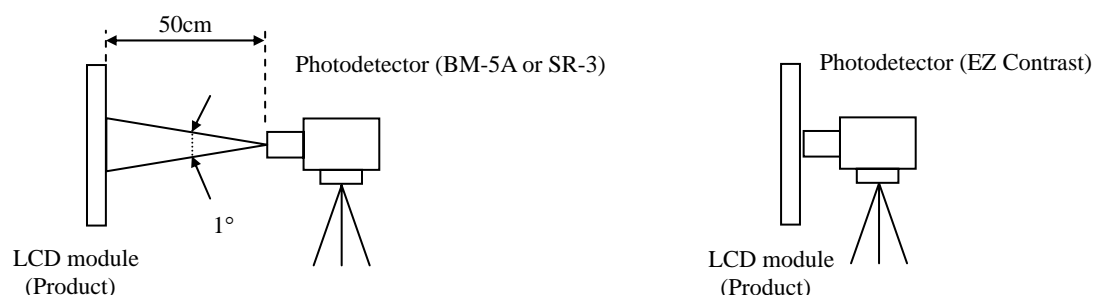 50cm
Photodetector (BM-5A or SR-3)
1°
LCD module
(Product)
Photodetector (EZ Contrast)
LCD module
(Product)